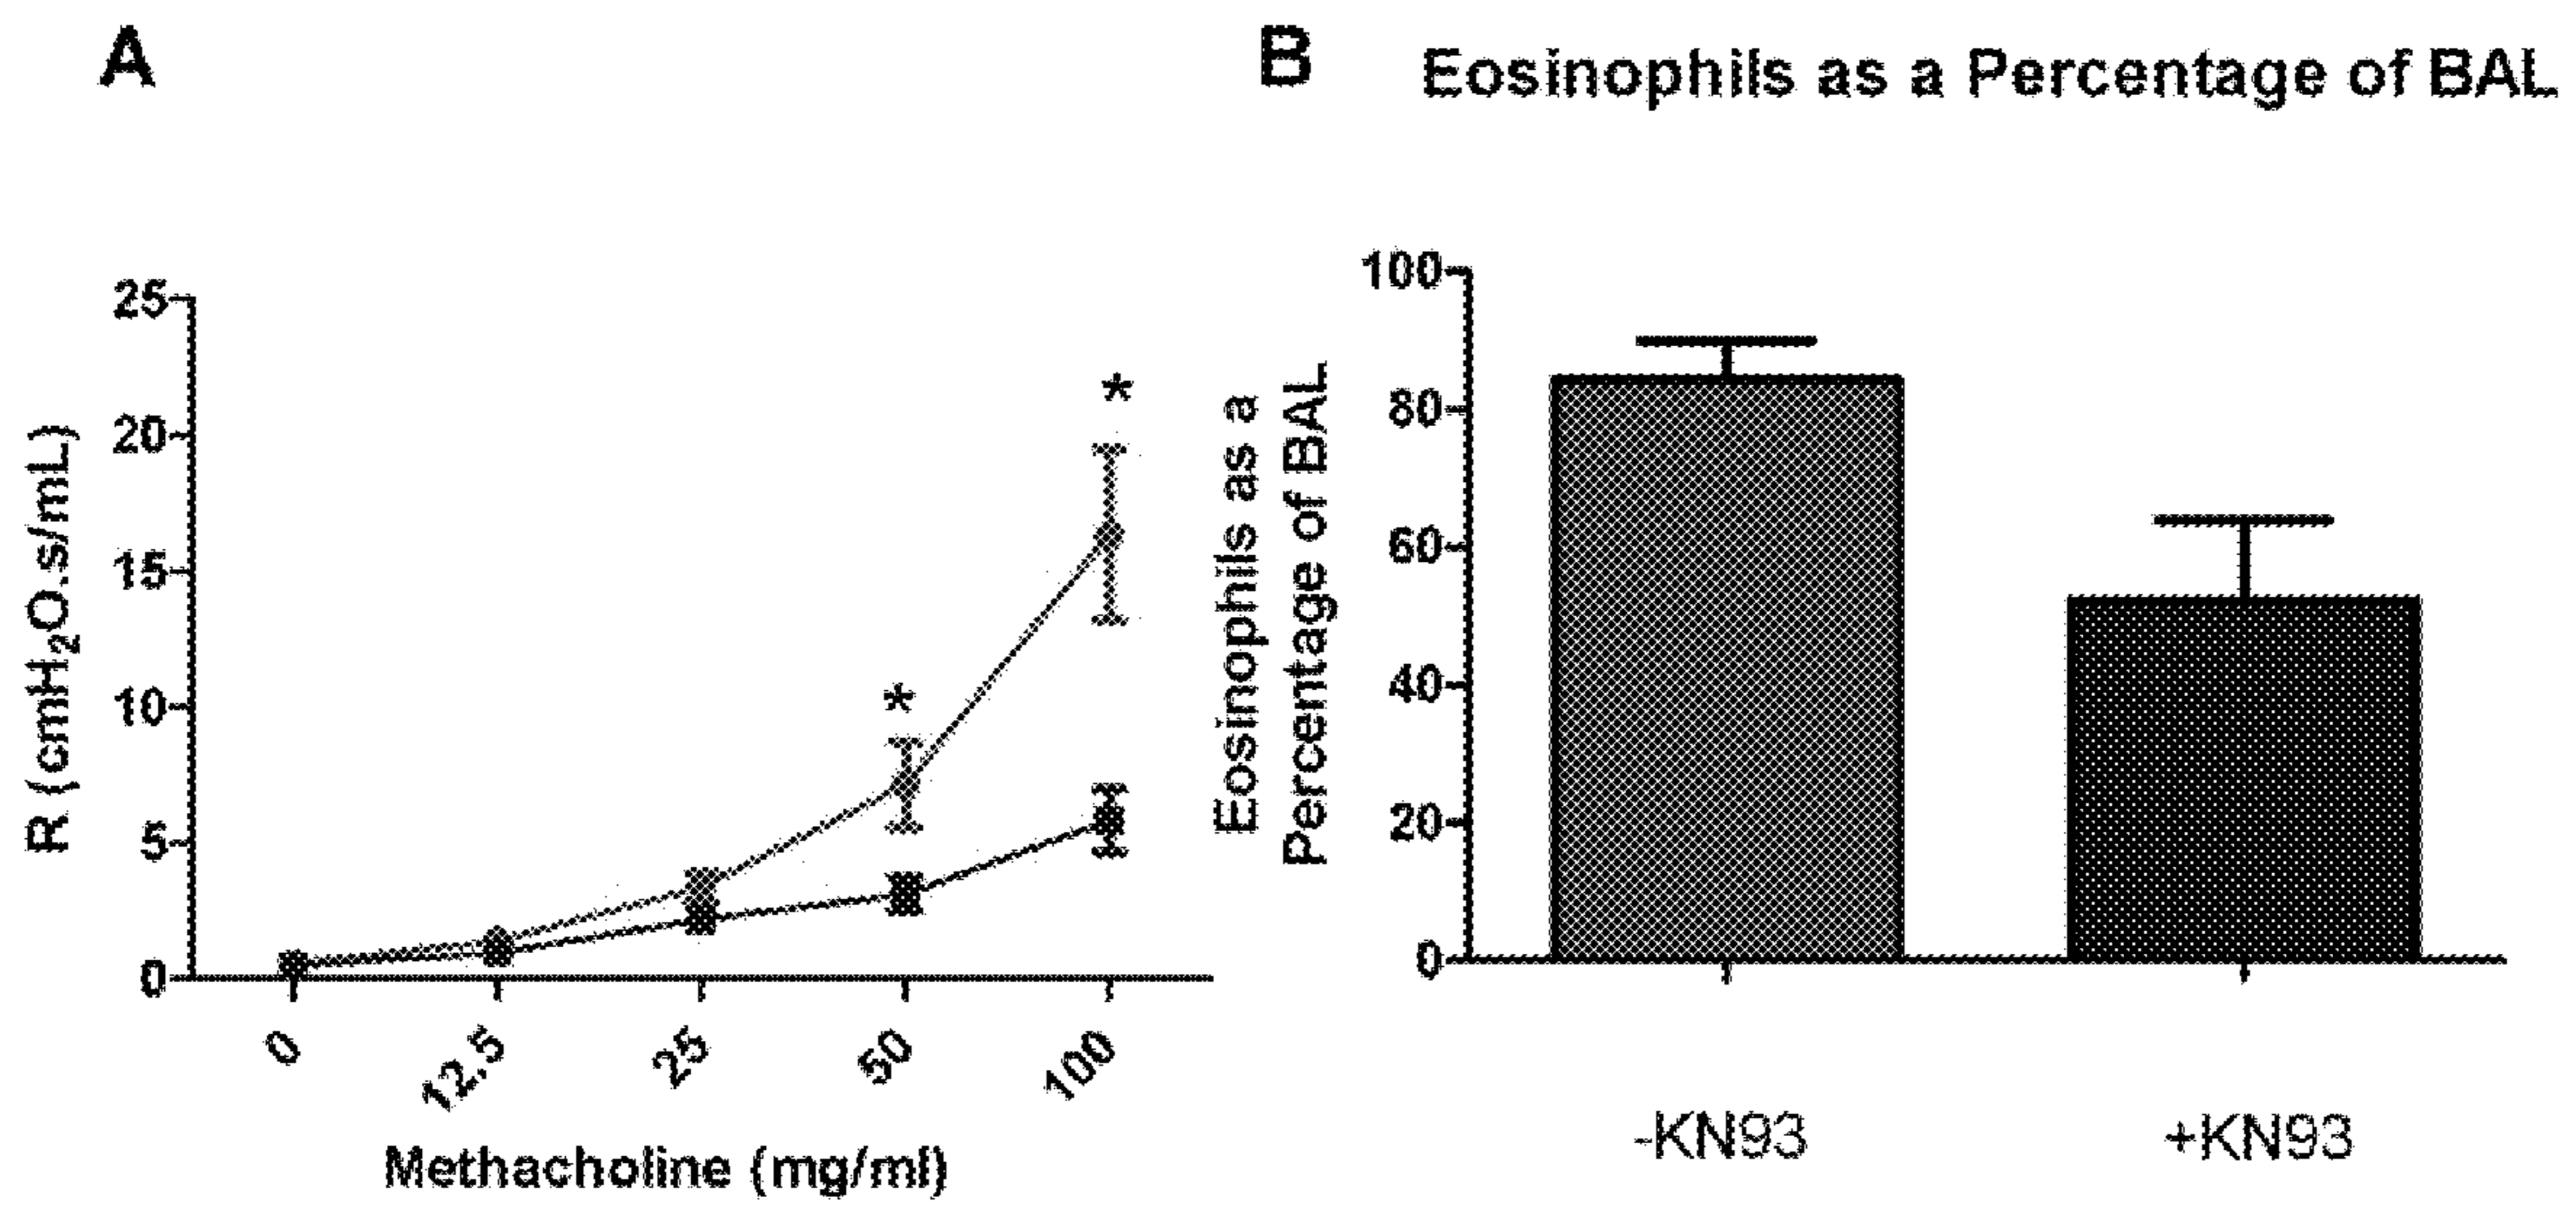 A
25
20
15
10
5
0
R (cmH₂O.s/mL)
*
*
0
12.5
25
50
100
Methacholine (mg/ml)
B
Eosinophils as a Percentage of BAL
100
80
60
40
20
0
Eosinophils as a
Percentage of BAL
-KN93
+KN93